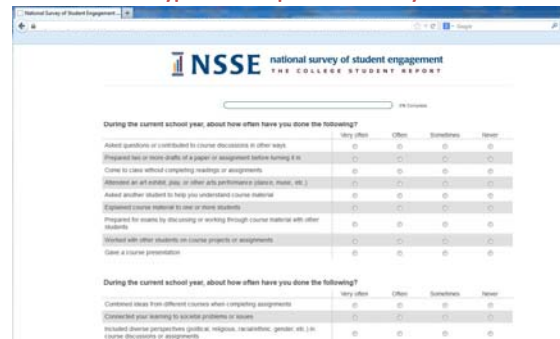 National Survey of Student Engagement ...
NSSE national survey of student engagement
THE COLLEGE STUDENT REPORT
During the current school year, about how often have you done the following?
Very often Often Sometimes Never
Asked questions or contributed to course discussions in other ways
Prepared two or more drafts of a paper or assignment before turning it in
Come to class without completing readings or assignments
Attended an art exhibit, play, or other arts performance (dance, music, etc.)
Asked another student to help you understand course material
Explained course material to one or more students
Prepared for exams by discussing or working through course material with other
students
Worked with other students on course projects or assignments
Gave a course presentation
During the current school year, about how often have you done the following?
Very often Often Sometimes Never
Combined ideas from different courses when completing assignments
Connected your learning to societal problems or issues
Included diverse perspectives (political, religious, racial/ethnic, gender, etc.) in
course discussions or assignments